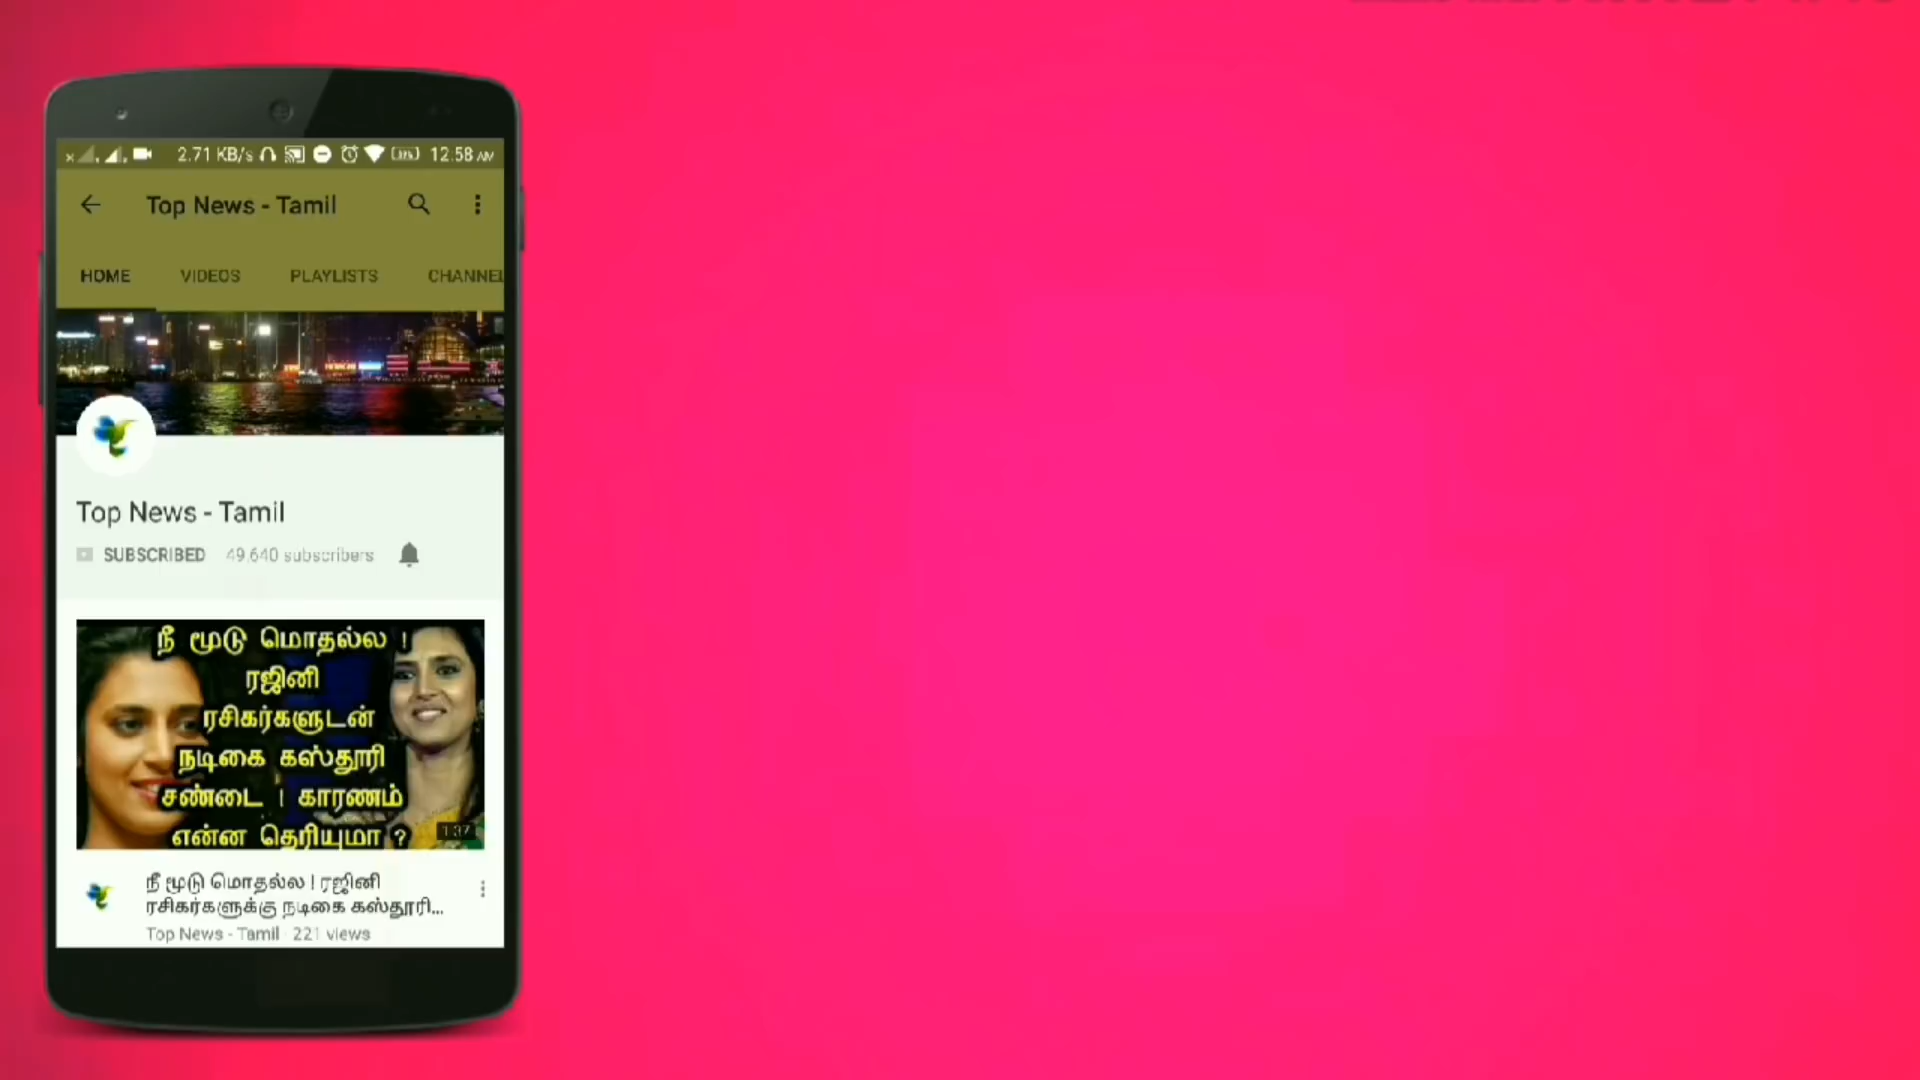 2.71 KB/s 12:58 AM
Top News - Tamil
HOME VIDEOS PLAYLISTS CHANNEL
Top News - Tamil
SUBSCRIBED 49,640 subscribers
நீ மூடு மொதல்ல !
ரஜினி
ரசிகர்களுடன்
நடிகை கஸ்தூரி
சண்டை | காரணம்
என்ன தெரியுமா ?
1:37
நீ மூடு மொதல்ல ! ரஜினி
ரசிகர்களுக்கு நடிகை கஸ்தூரி...
Top News - Tamil · 221 views